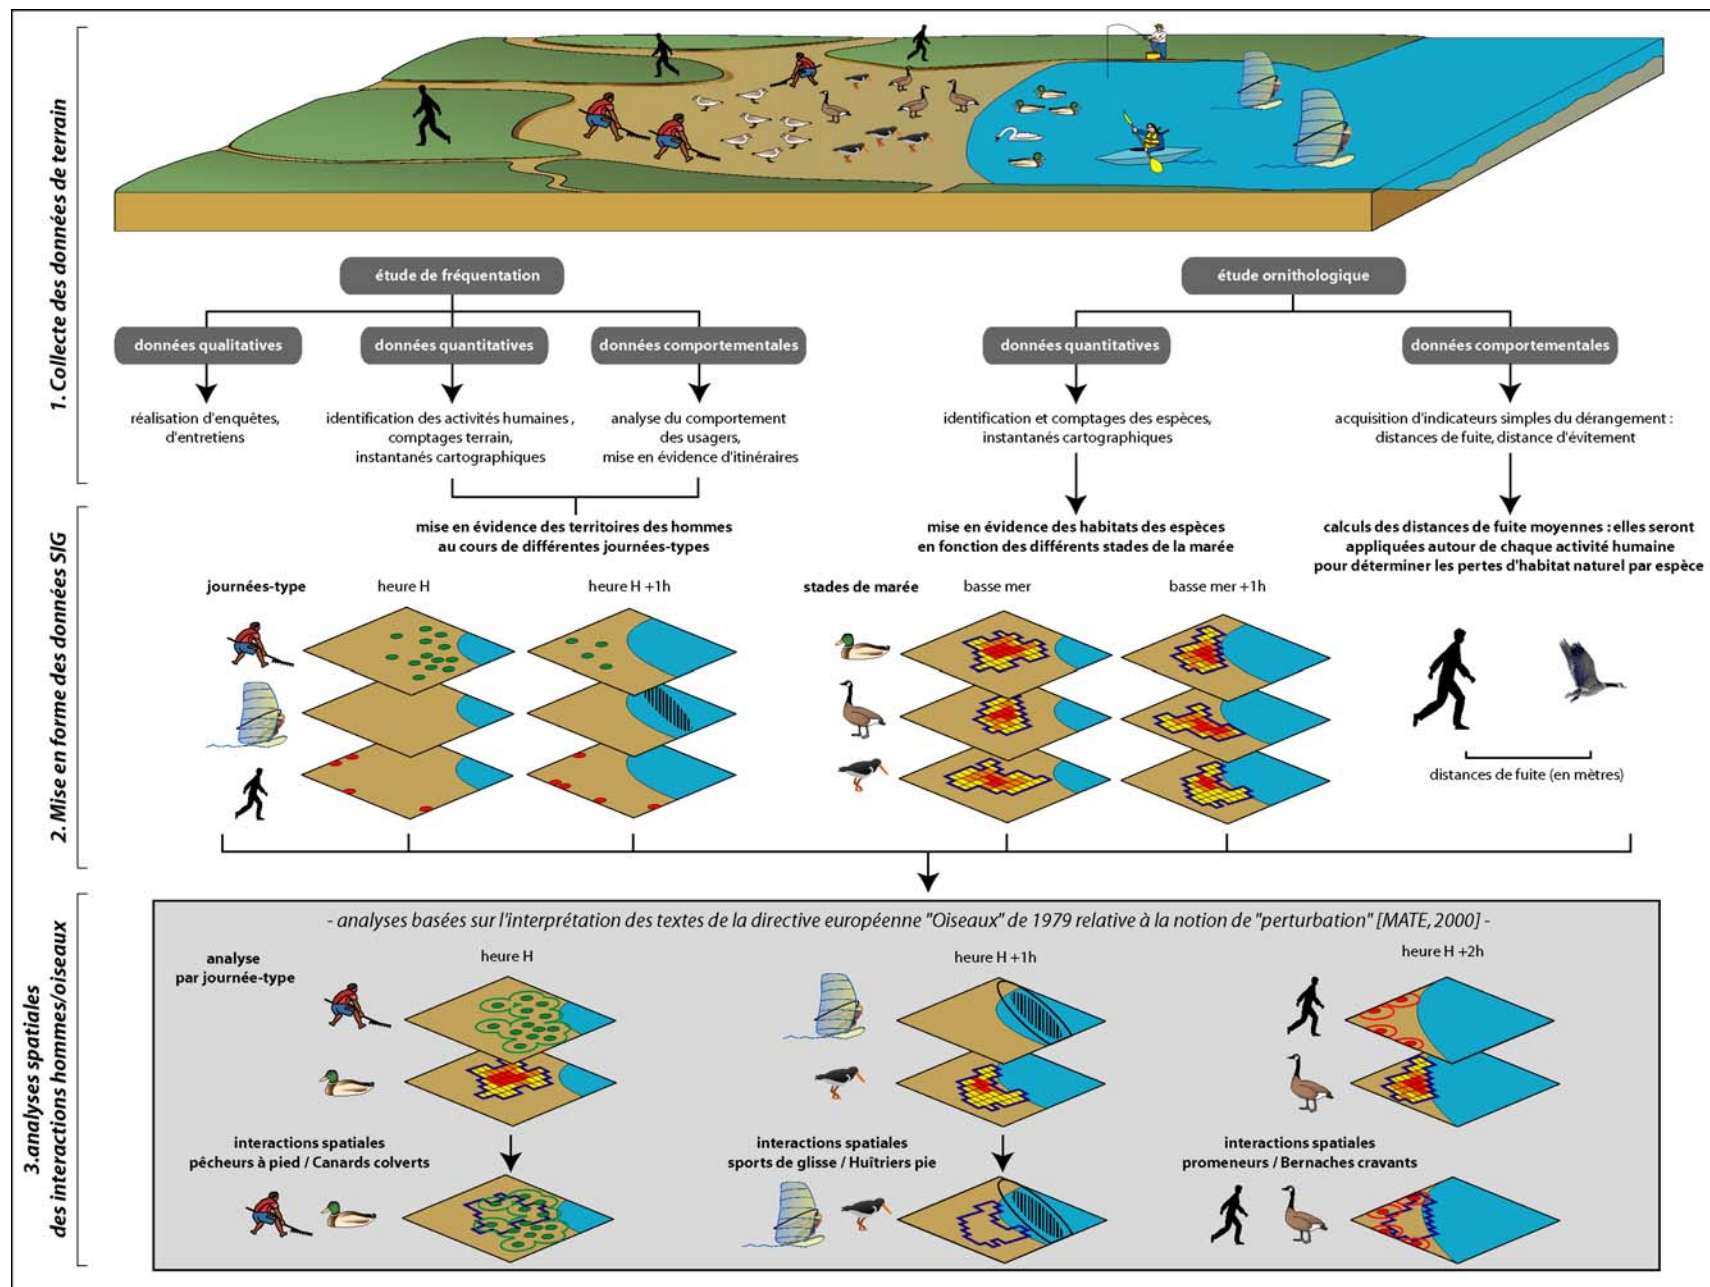 1. Collecte des données de terrain
étude de fréquentation
étude ornithologique
données qualitatives
données quantitatives
données comportementales
données quantitatives
données comportementales
réalisation d'enquêtes,
d'entretiens
identification des activités humaines ,
comptages terrain,
instantanés cartographiques
analyse du comportement
des usagers,
mise en évidence d'itinéraires
identification et comptages des espèces,
instantanés cartographiques
acquisition d'indicateurs simples du dérangement :
distances de fuite, distance d'évitement
2. Mise en forme des données SIG
mise en évidence des territoires des hommes
au cours de différentes journées-types
mise en évidence des habitats des espèces
en fonction des différents stades de la marée
calculs des distances de fuite moyennes : elles seront
appliquées autour de chaque activité humaine
pour déterminer les pertes d'habitat naturel par espèce
journées-type
heure H
heure H +1h
stades de marée
basse mer
basse mer +1h
distances de fuite (en mètres)
3.analyses spatiales
des interactions hommes/oiseaux
- analyses basées sur l'interprétation des textes de la directive européenne "Oiseaux" de 1979 relative à la notion de "perturbation" [MATE, 2000] -
analyse
par journée-type
heure H
heure H +1h
heure H +2h
interactions spatiales
pêcheurs à pied / Canards colverts
interactions spatiales
sports de glisse / Huîtriers pie
interactions spatiales
promeneurs / Bernaches cravants